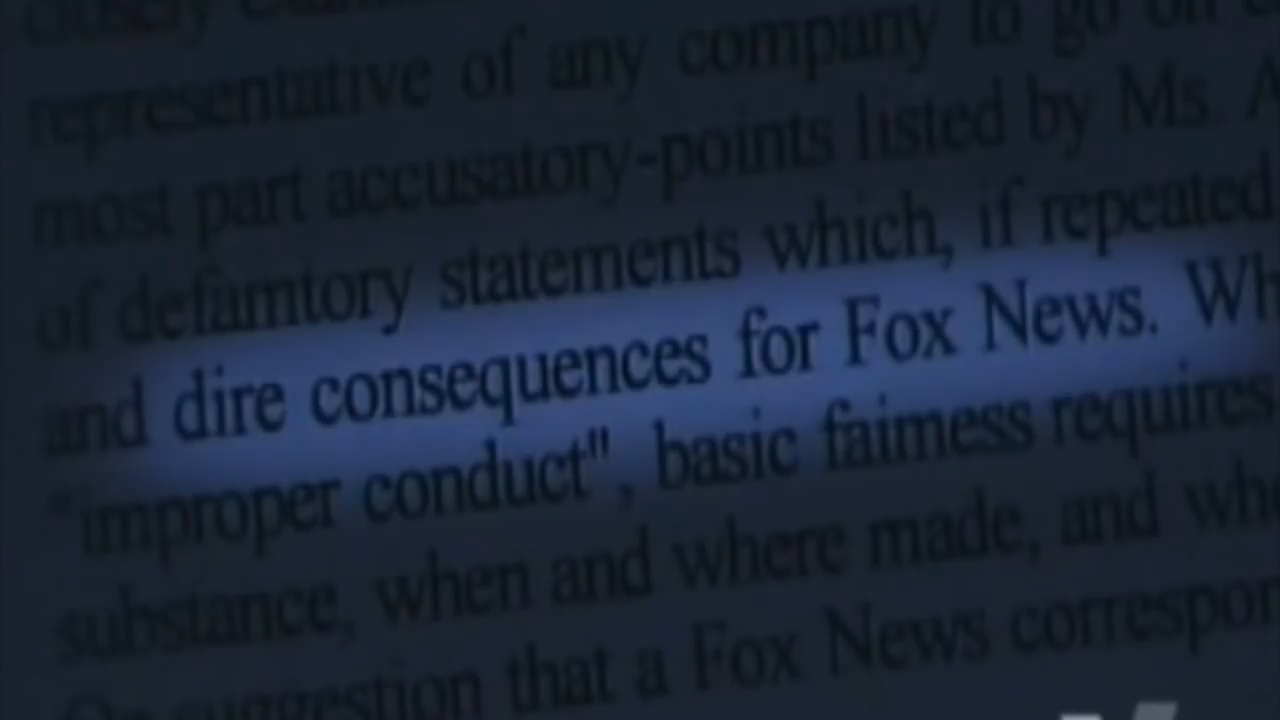 closely
representative of any company to go on
most part accusatory-points listed by Ms. A
of defamtory statements which, if repeated
and dire consequences for Fox News. Wh
"improper conduct", basic fairness requires
substance, when and where made, and whe
suggestion that a Fox News correspon